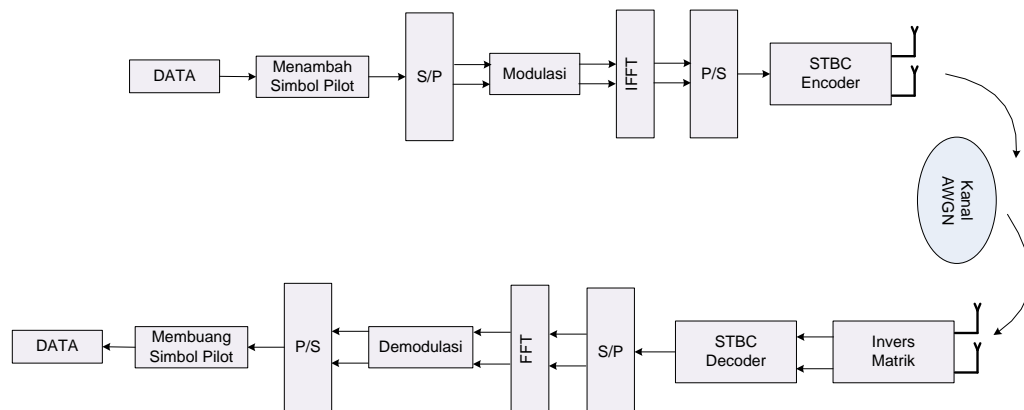 DATA
Menambah
Simbol Pilot
S/P
Modulasi
IFFT
P/S
STBC
Encoder
Kanal
AWGN
DATA
Membuang
Simbol Pilot
P/S
Demodulasi
FFT
S/P
STBC
Decoder
Invers
Matrik